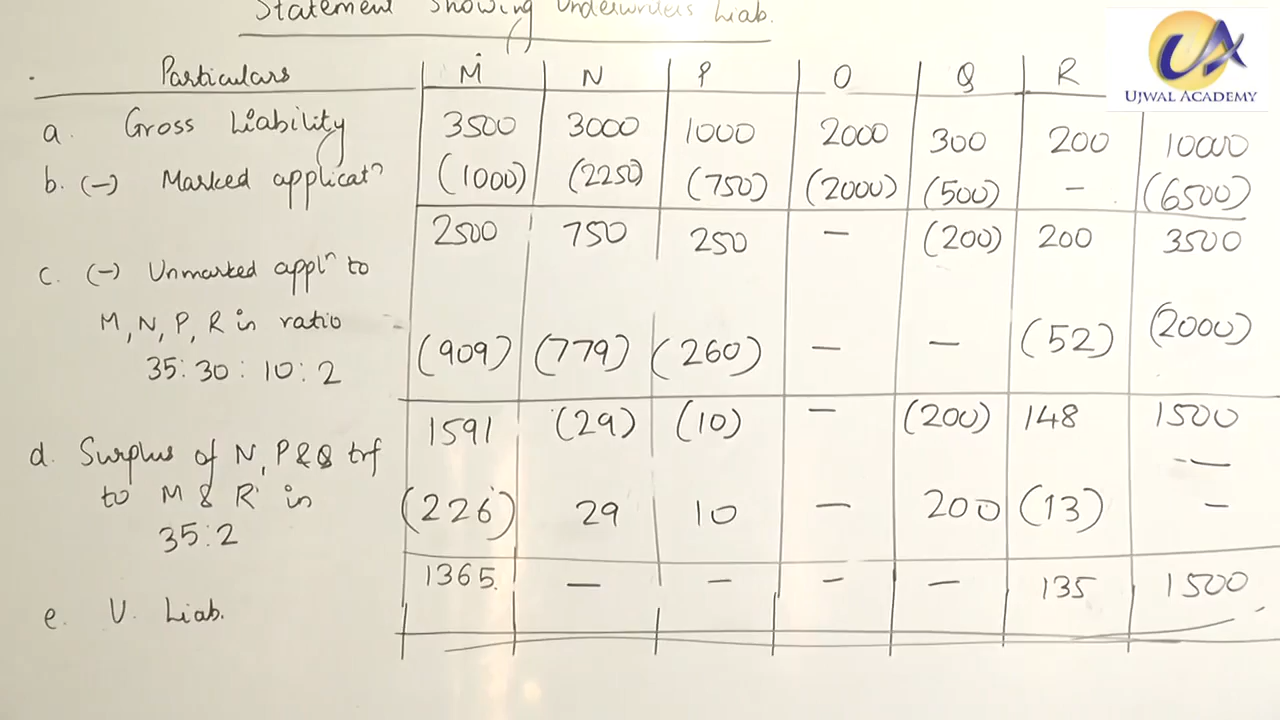 Statement Showing Underwriters Liab.
UJWAL ACADEMY
Particulars M N P O Q R
a. Gross Liability 3500 3000 1000 2000 300 200 10000
b. (-) Marked applicatn (1000) (2250) (750) (2000) (500) - (6500)
2500 750 250 - (200) 200 3500
c. (-) Unmarked appln to
M, N, P, R in ratio (2000)
35:30:10:2 (909) (779) (260) - - (52)
1591 (29) (10) - (200) 148 1500
d. Surplus of N, P & Q trf --
to M & R in (226) 29 10 - 200 (13) -
35:2
1365 - - - - 135 1500
e. U. Liab.